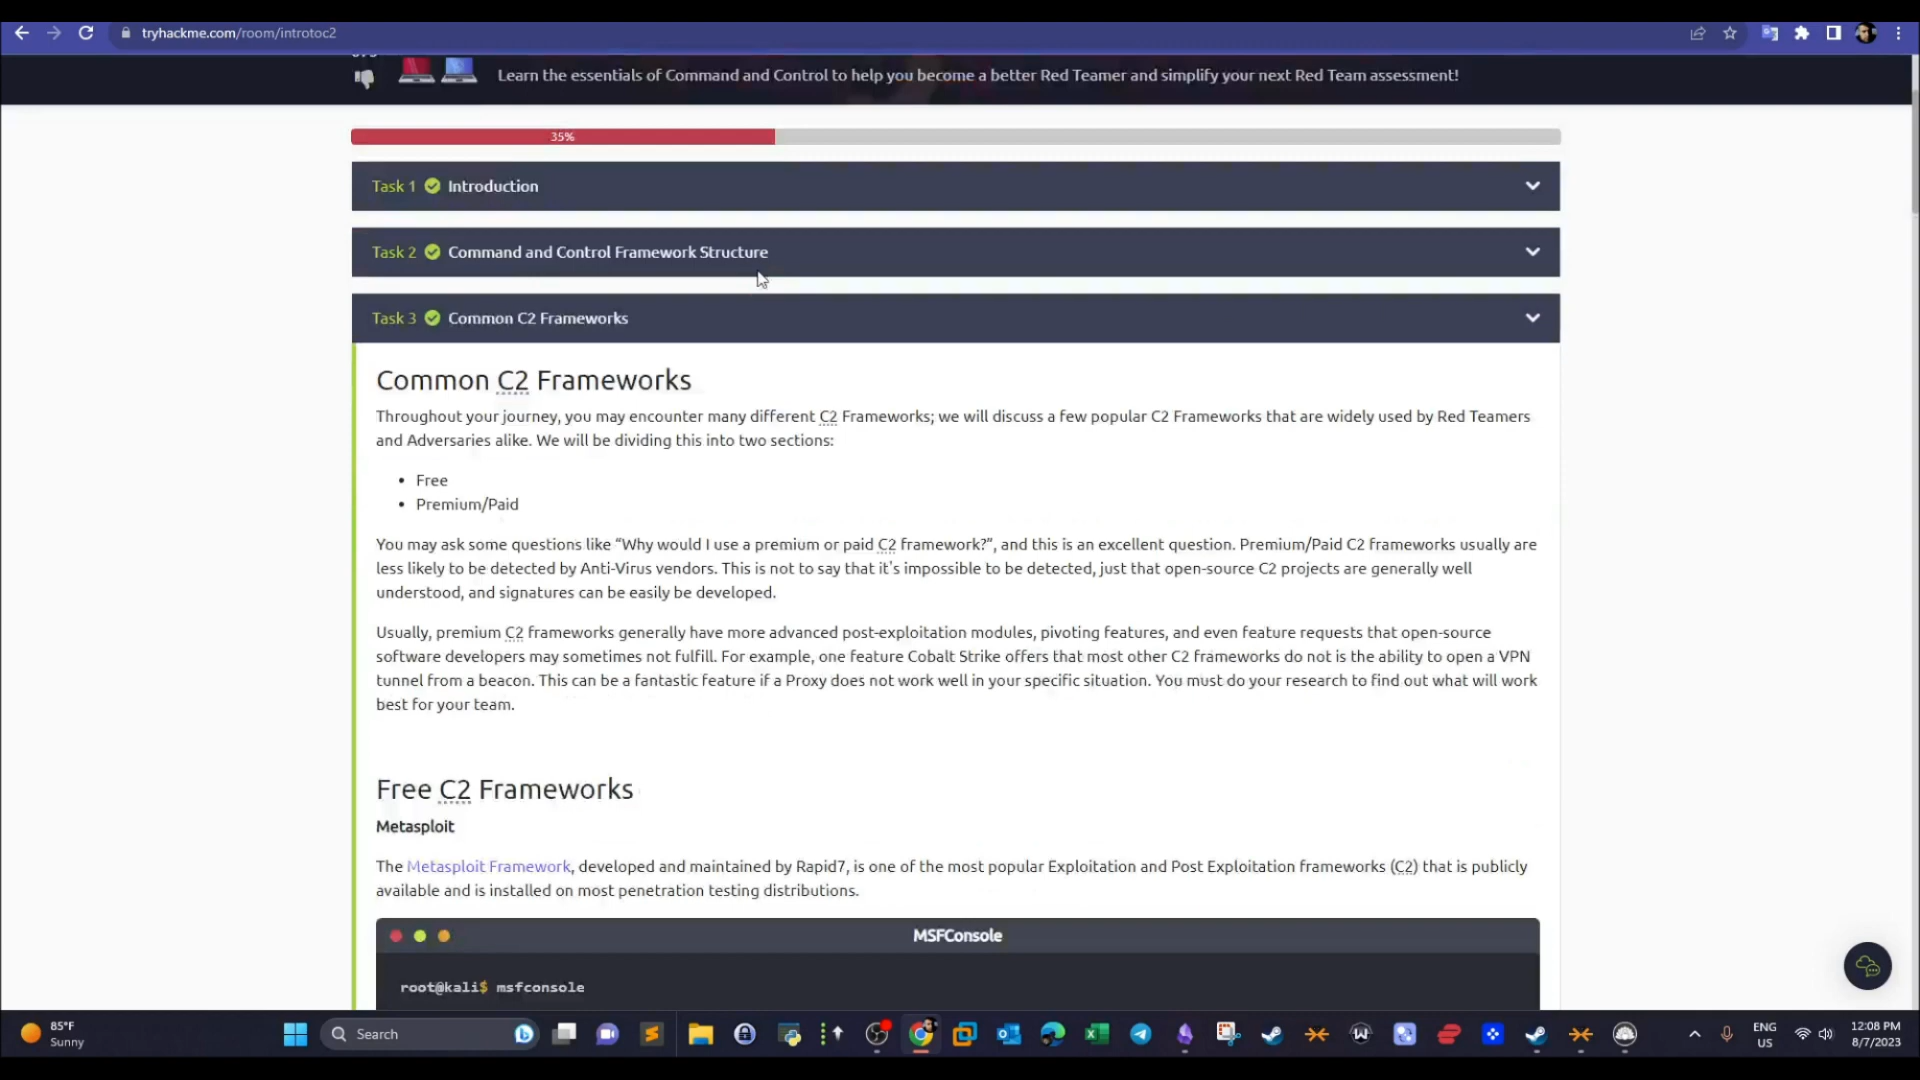 tryhackme.com/room/introtoc2
Learn the essentials of Command and Control to help you become a better Red Teamer and simplify your next Red Team assessment!
35%
Task 1 Introduction
Task 2 Command and Control Framework Structure
Task 3 Common C2 Frameworks
Common C2 Frameworks
Throughout your journey, you may encounter many different C2 Frameworks; we will discuss a few popular C2 Frameworks that are widely used by Red Teamers
and Adversaries alike. We will be dividing this into two sections:
• Free
• Premium/Paid
You may ask some questions like “Why would I use a premium or paid C2 framework?”, and this is an excellent question. Premium/Paid C2 frameworks usually are
less likely to be detected by Anti-Virus vendors. This is not to say that it's impossible to be detected, just that open-source C2 projects are generally well
understood, and signatures can be easily be developed.
Usually, premium C2 frameworks generally have more advanced post-exploitation modules, pivoting features, and even feature requests that open-source
software developers may sometimes not fulfill. For example, one feature Cobalt Strike offers that most other C2 frameworks do not is the ability to open a VPN
tunnel from a beacon. This can be a fantastic feature if a Proxy does not work well in your specific situation. You must do your research to find out what will work
best for your team.
Free C2 Frameworks
Metasploit
The Metasploit Framework, developed and maintained by Rapid7, is one of the most popular Exploitation and Post Exploitation frameworks (C2) that is publicly
available and is installed on most penetration testing distributions.
MSFConsole
root@kali$ msfconsole
85°F
Sunny
Search
ENG
US
12:08 PM
8/7/2023